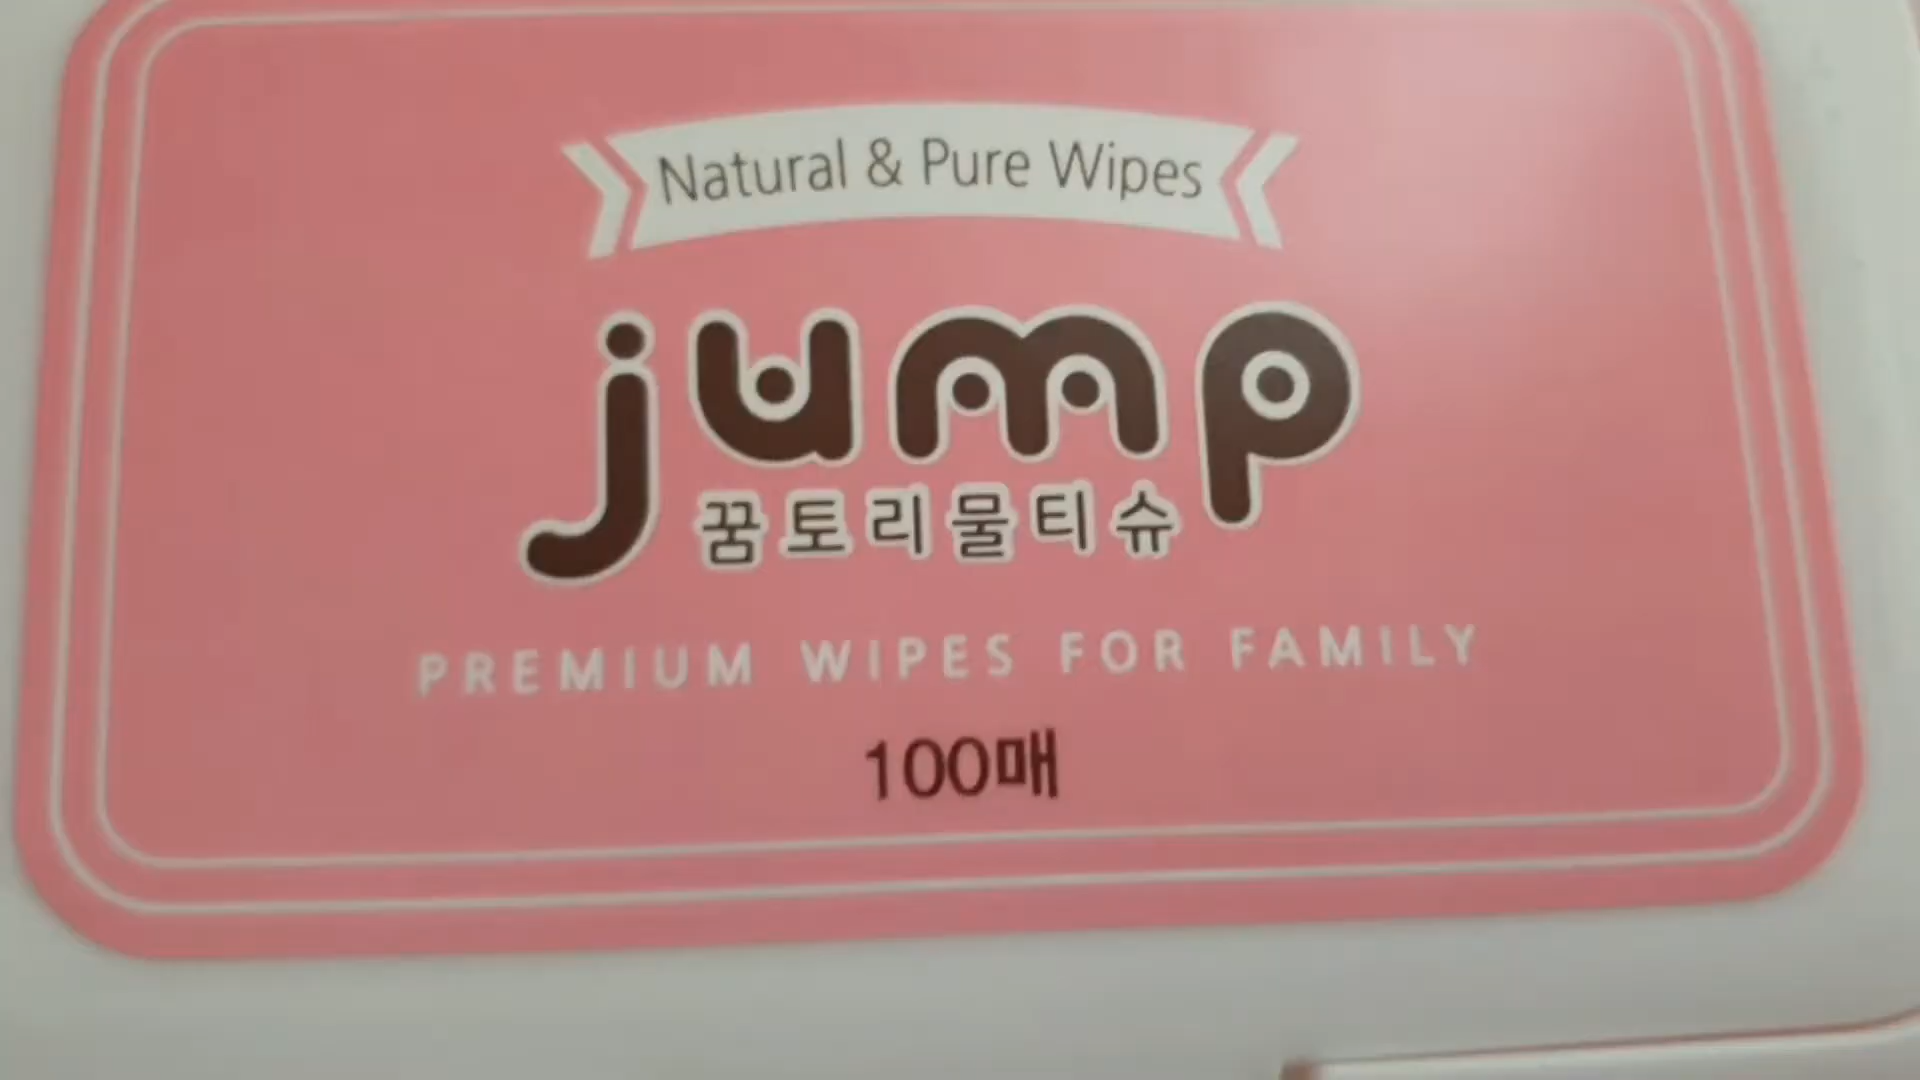 Natural & Pure Wipes
jump
꿈토리물티슈
PREMIUM WIPES FOR FAMILY
100매